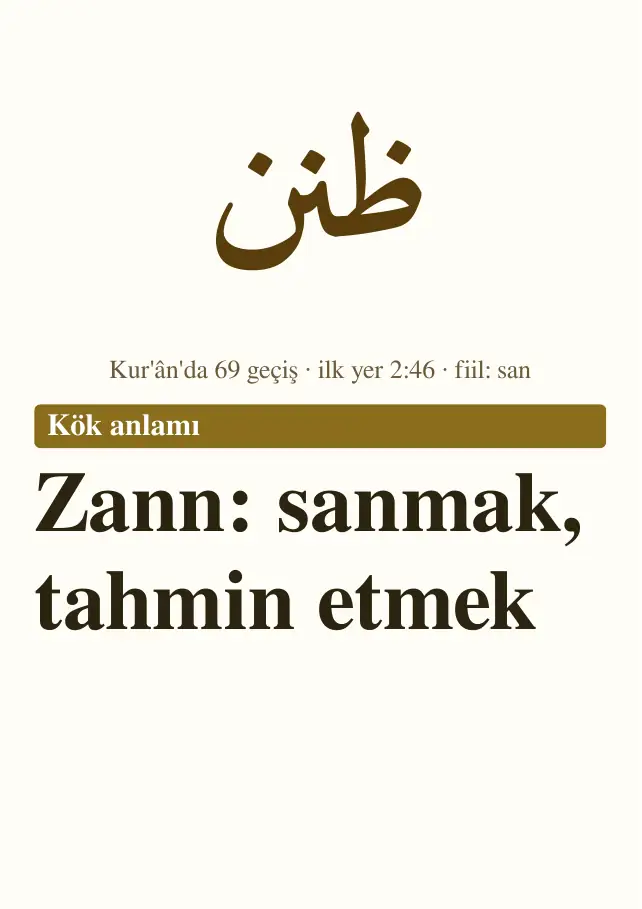 ظنن
Kur'ân'da 69 geçiş · ilk yer 2:46 · fiil: san
Kök anlamı
Zann: sanmak,
tahmin etmek